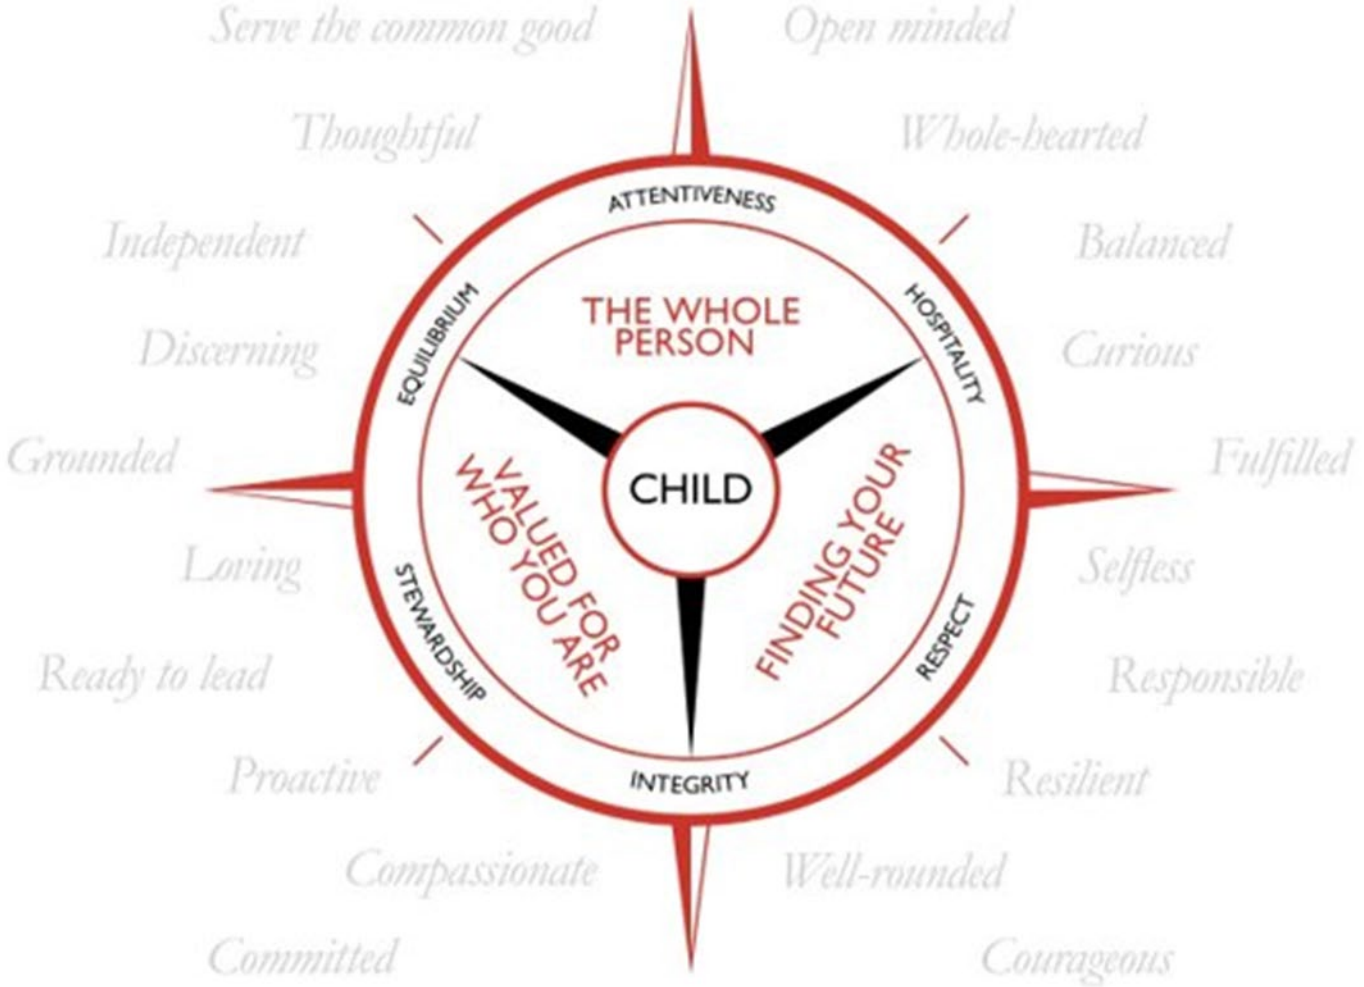 Serve the common good
Open minded
Thoughtful
Whole-hearted
ATTENTIVENESS
Independent
Balanced
EQUILIBRIUM
HOSPITALITY
THE WHOLE
PERSON
Discerning
Curious
Grounded
Fulfilled
CHILD
VALUED FOR
WHO YOU ARE
FINDING YOUR
FUTURE
Loving
Selfless
STEWARDSHIP
RESPECT
Ready to lead
Responsible
Proactive
INTEGRITY
Resilient
Compassionate
Well-rounded
Committed
Courageous